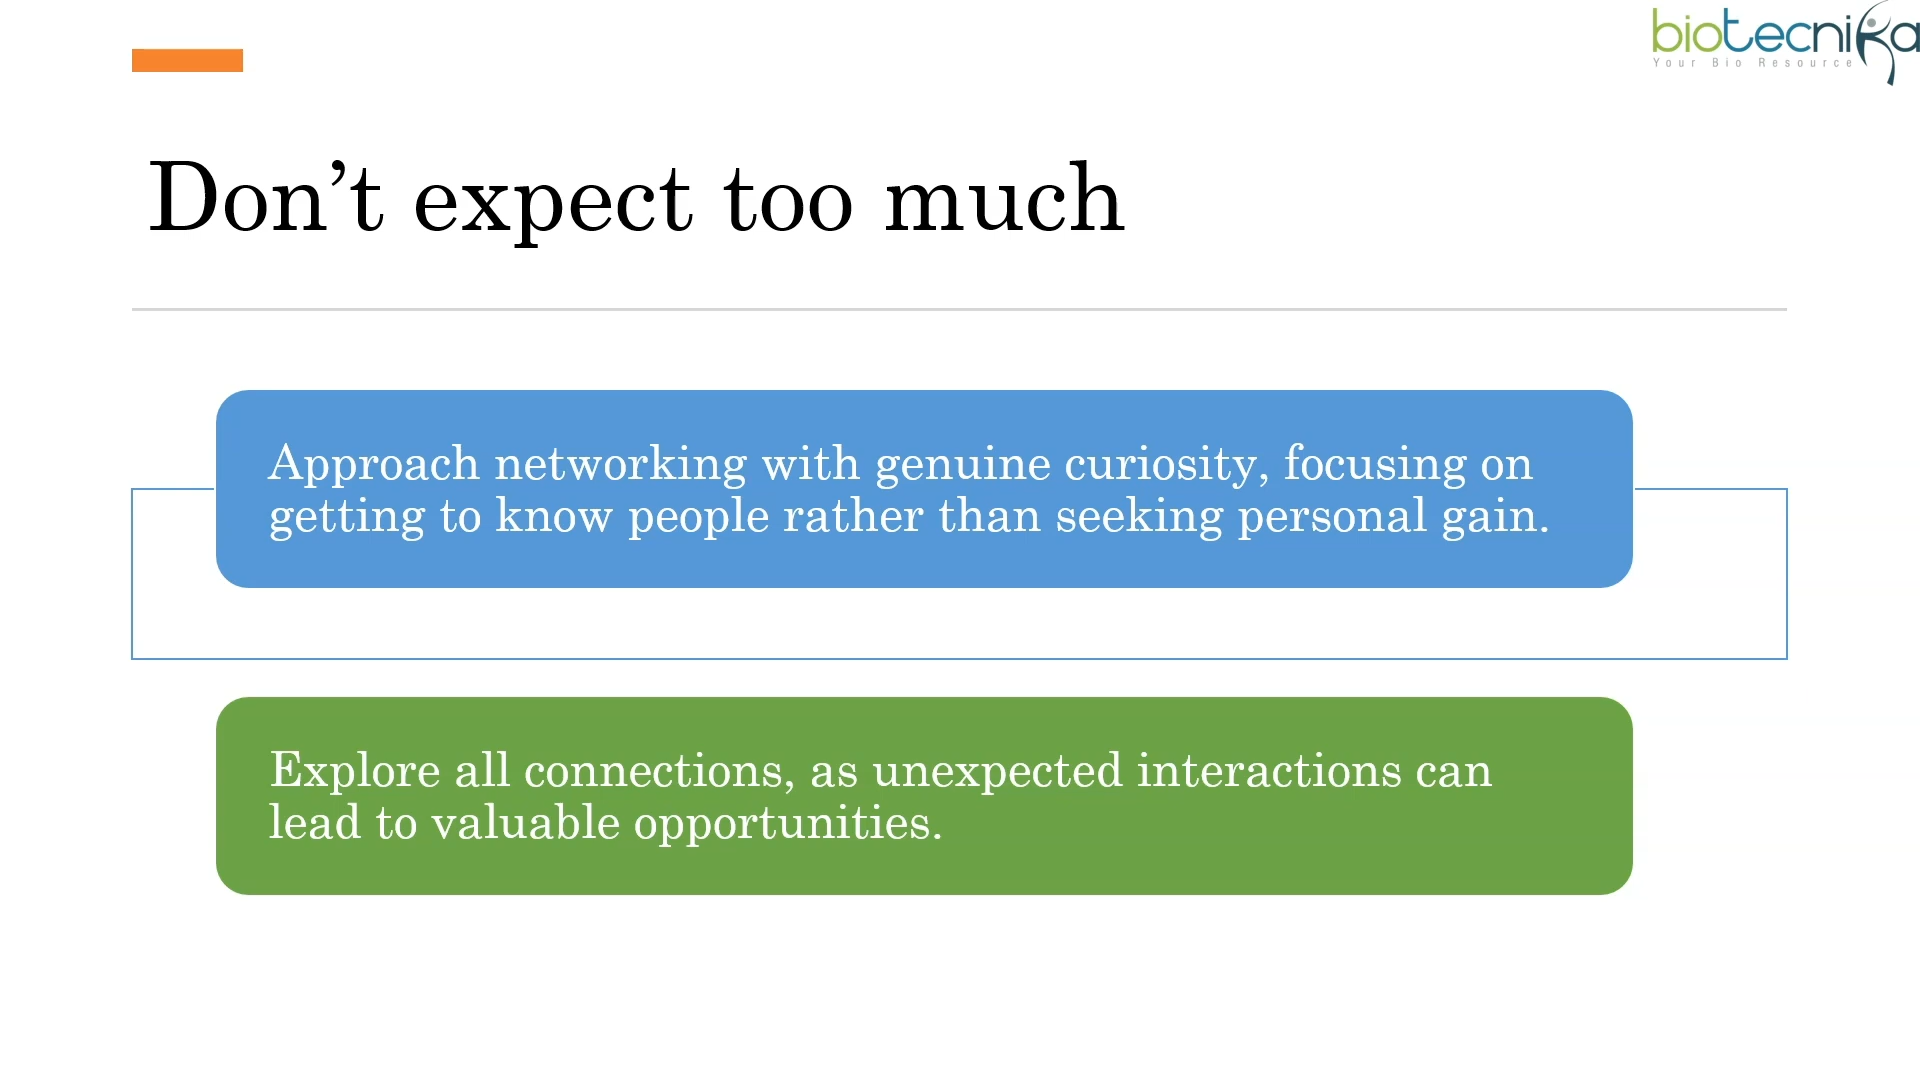 biotecnika
Your Bio Resource
Don’t expect too much
Approach networking with genuine curiosity, focusing on
getting to know people rather than seeking personal gain.
Explore all connections, as unexpected interactions can
lead to valuable opportunities.